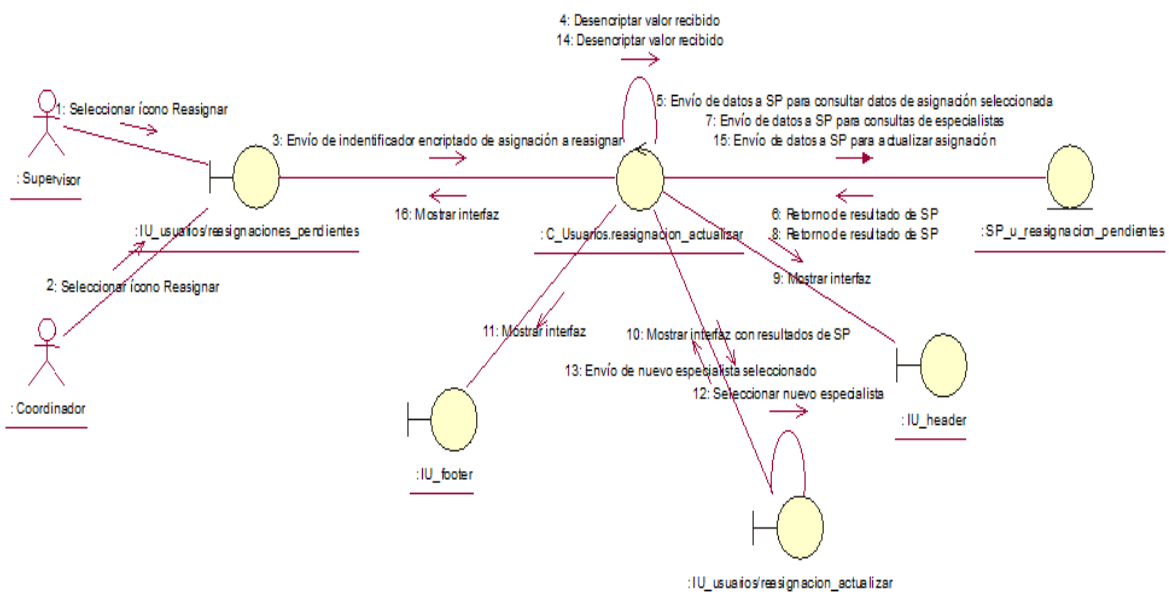 4: Desencriptar valor recibido
14: Desencriptar valor recibido
1: Seleccionar ícono Reasignar
5: Envío de datos a SP para consultar datos de asignación seleccionada
7: Envío de datos a SP para consultas de especialistas
3: Envío de indentificador encriptado de asignación a reasignar
15: Envío de datos a SP para actualizar asignación
: Supervisor
16: Mostrar interfaz
6: Retorno de resultado de SP
:IU_usuarios/reasignaciones_pendientes
: C_Usuarios.reasignacion_actualizar
8: Retorno de resultado de SP
:SP_u_reasignacion_pendientes
2: Seleccionar ícono Reasignar
9: Mostrar interfaz
11: Mostrar interfaz
10: Mostrar interfaz con resultados de SP
13: Envío de nuevo especialista seleccionado
12: Seleccionar nuevo especialista
: Coordinador
: IU_header
:IU_footer
:IU_usuarios/reasignacion_actualizar